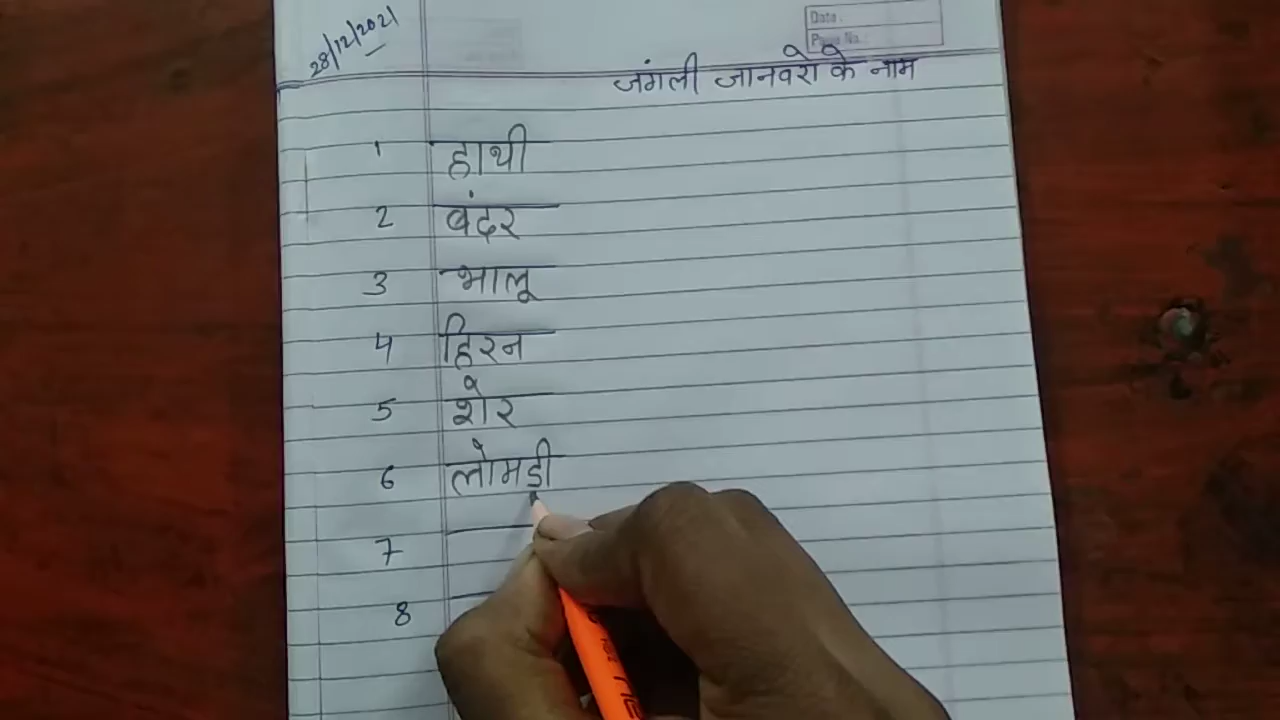 28/12/2021
Date.
Page No.:
जंगली जानवरो के नाम
1 हाथी
2 बंदर
3 भालू
4 हिरन
5 शेर
6 लोमडी
7
8